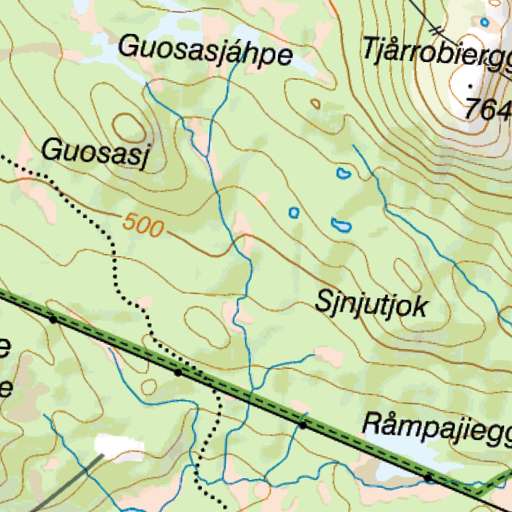 Guosasjáhpe
Tjårrobiergg
764
Guosasj
500
Sjnjutjok
e
e
Råmpajiegg